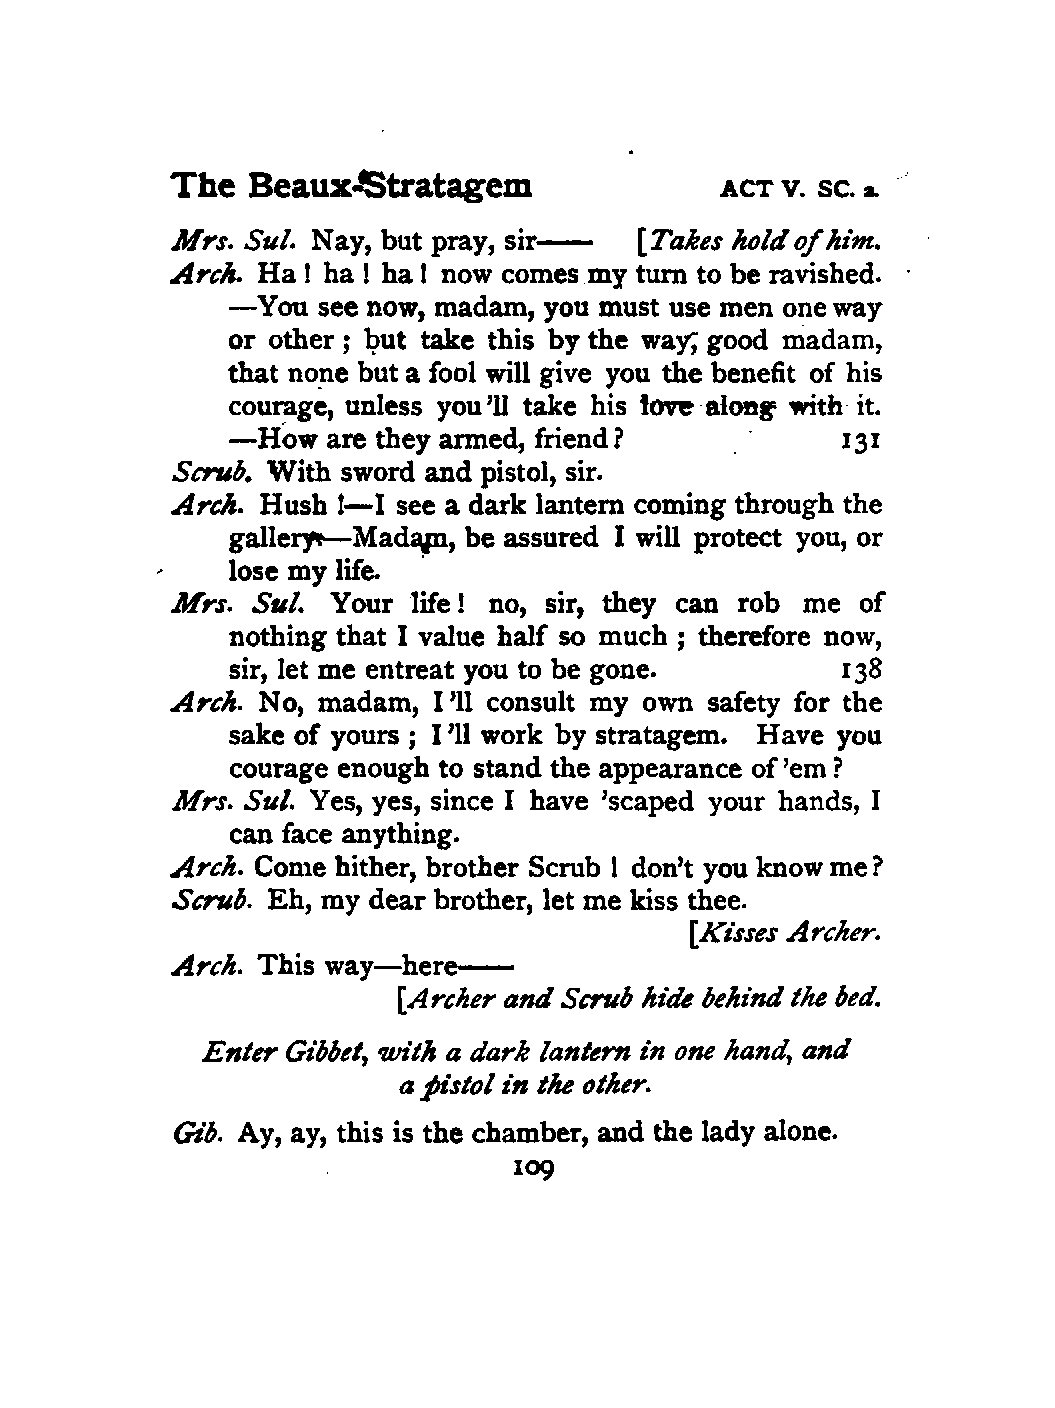 The Beaux-Stratagem ACT V. SC. 2.
Mrs. Sul. Nay, but pray, sir—— [Takes hold of him.
Arch. Ha! ha! ha! now comes my turn to be ravished.
—You see now, madam, you must use men one way
or other; but take this by the way, good madam,
that none but a fool will give you the benefit of his
courage, unless you'll take his love along with it.
—How are they armed, friend? 131
Scrub. With sword and pistol, sir.
Arch. Hush!—I see a dark lantern coming through the
gallery—Madam, be assured I will protect you, or
lose my life.
Mrs. Sul. Your life! no, sir, they can rob me of
nothing that I value half so much; therefore now,
sir, let me entreat you to be gone. 138
Arch. No, madam, I'll consult my own safety for the
sake of yours; I'll work by stratagem. Have you
courage enough to stand the appearance of 'em?
Mrs. Sul. Yes, yes, since I have 'scaped your hands, I
can face anything.
Arch. Come hither, brother Scrub! don't you know me?
Scrub. Eh, my dear brother, let me kiss thee.
[Kisses Archer.
Arch. This way—here——
[Archer and Scrub hide behind the bed.
Enter Gibbet, with a dark lantern in one hand, and
a pistol in the other.
Gib. Ay, ay, this is the chamber, and the lady alone.
109